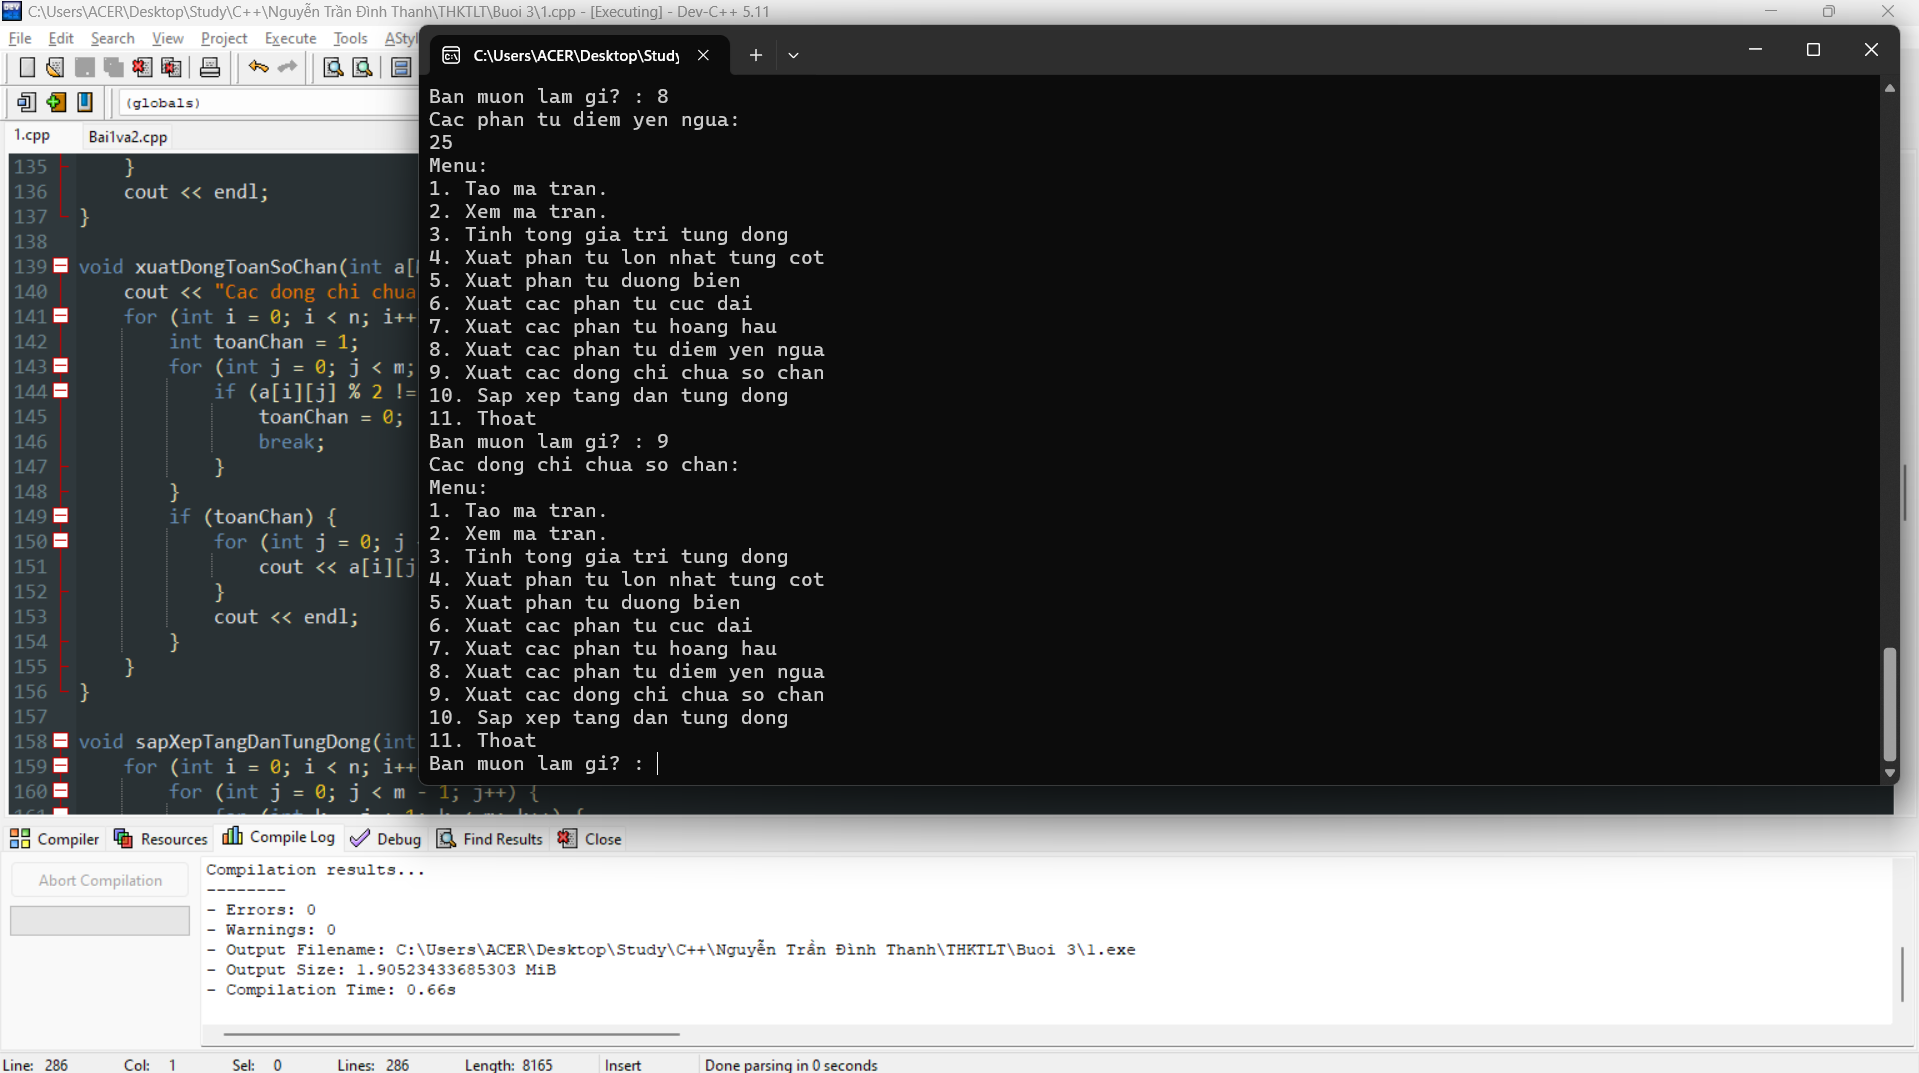 C:\Users\ACER\Desktop\Study\C++\Nguyễn Trần Đình Thanh\THKTLT\Buoi 3\1.cpp - [Executing] - Dev-C++ 5.11
File Edit Search View Project Execute Tools AStyl
C:\Users\ACER\Desktop\Study
(globals)
1.cpp Bai1va2.cpp
135 }
136 cout << endl;
137 }
138
139 void xuatDongToanSoChan(int a[
140 cout << "Cac dong chi chua
141 for (int i = 0; i < n; i++
142 int toanChan = 1;
143 for (int j = 0; j < m;
144 if (a[i][j] % 2 !=
145 toanChan = 0;
146 break;
147 }
148 }
149 if (toanChan) {
150 for (int j = 0; j
151 cout << a[i][j
152 }
153 cout << endl;
154 }
155 }
156 }
157
158 void sapXepTangDanTungDong(int
159 for (int i = 0; i < n; i++
160 for (int j = 0; j < m - 1; j++) {
Ban muon lam gi? : 8
Cac phan tu diem yen ngua:
25
Menu:
1. Tao ma tran.
2. Xem ma tran.
3. Tinh tong gia tri tung dong
4. Xuat phan tu lon nhat tung cot
5. Xuat phan tu duong bien
6. Xuat cac phan tu cuc dai
7. Xuat cac phan tu hoang hau
8. Xuat cac phan tu diem yen ngua
9. Xuat cac dong chi chua so chan
10. Sap xep tang dan tung dong
11. Thoat
Ban muon lam gi? : 9
Cac dong chi chua so chan:
Menu:
1. Tao ma tran.
2. Xem ma tran.
3. Tinh tong gia tri tung dong
4. Xuat phan tu lon nhat tung cot
5. Xuat phan tu duong bien
6. Xuat cac phan tu cuc dai
7. Xuat cac phan tu hoang hau
8. Xuat cac phan tu diem yen ngua
9. Xuat cac dong chi chua so chan
10. Sap xep tang dan tung dong
11. Thoat
Ban muon lam gi? :
Compiler Resources Compile Log Debug Find Results Close
Abort Compilation
Compilation results...
--------
- Errors: 0
- Warnings: 0
- Output Filename: C:\Users\ACER\Desktop\Study\C++\Nguyễn Trần Đình Thanh\THKTLT\Buoi 3\1.exe
- Output Size: 1.90523433685303 MiB
- Compilation Time: 0.66s
Line: 286 Col: 1 Sel: 0 Lines: 286 Length: 8165 Insert Done parsing in 0 seconds